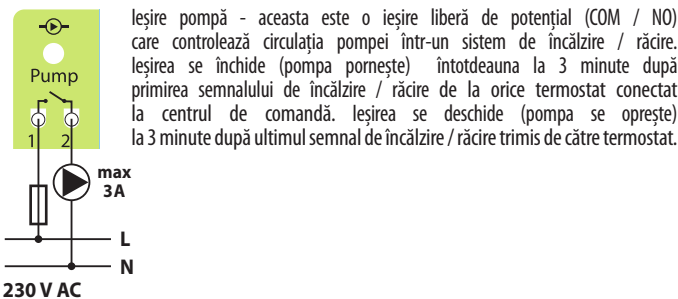 Ieșire pompă - aceasta este o ieșire liberă de potențial (COM / NO)
care controlează circulația pompei într-un sistem de încălzire / răcire.
Ieșirea se închide (pompa pornește) întotdeauna la 3 minute după
primirea semnalului de încălzire / răcire de la orice termostat conectat
la centrul de comandă. Ieșirea se deschide (pompa se oprește)
la 3 minute după ultimul semnal de încălzire / răcire trimis de către termostat.
Pump
1 2
max
3A
L
N
230 V AC